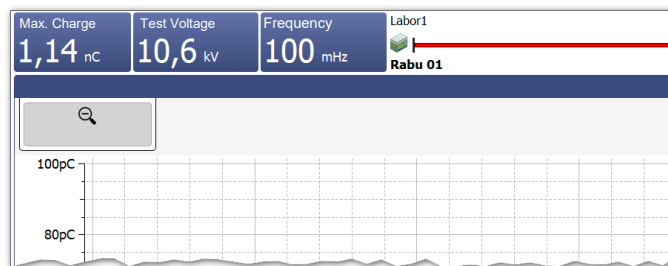 Max. Charge
1,14 nC
Test Voltage
10,6 kV
Frequency
100 mHz
Labor1
Rabu 01
100pC
80pC